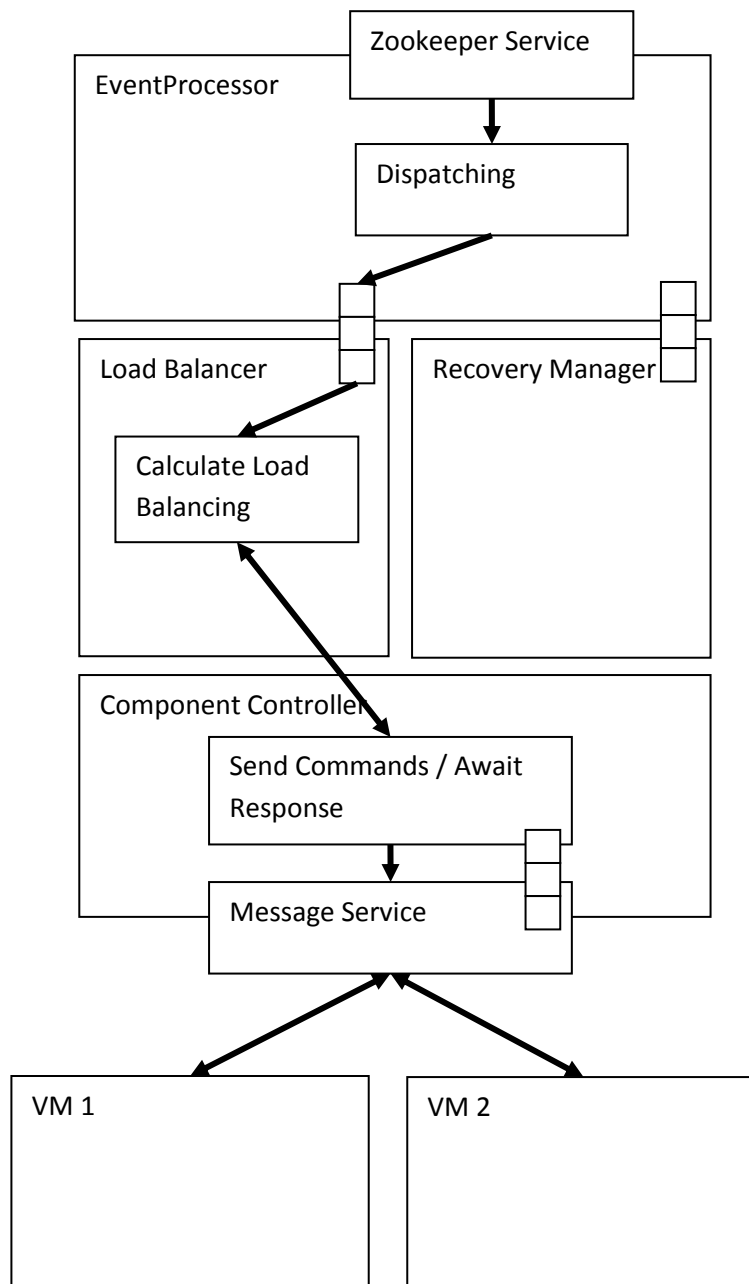 Zookeeper Service
EventProcessor
Dispatching
Load Balancer
Recovery Manager
Calculate Load
Balancing
Component Controller
Send Commands / Await
Response
Message Service
VM 1
VM 2